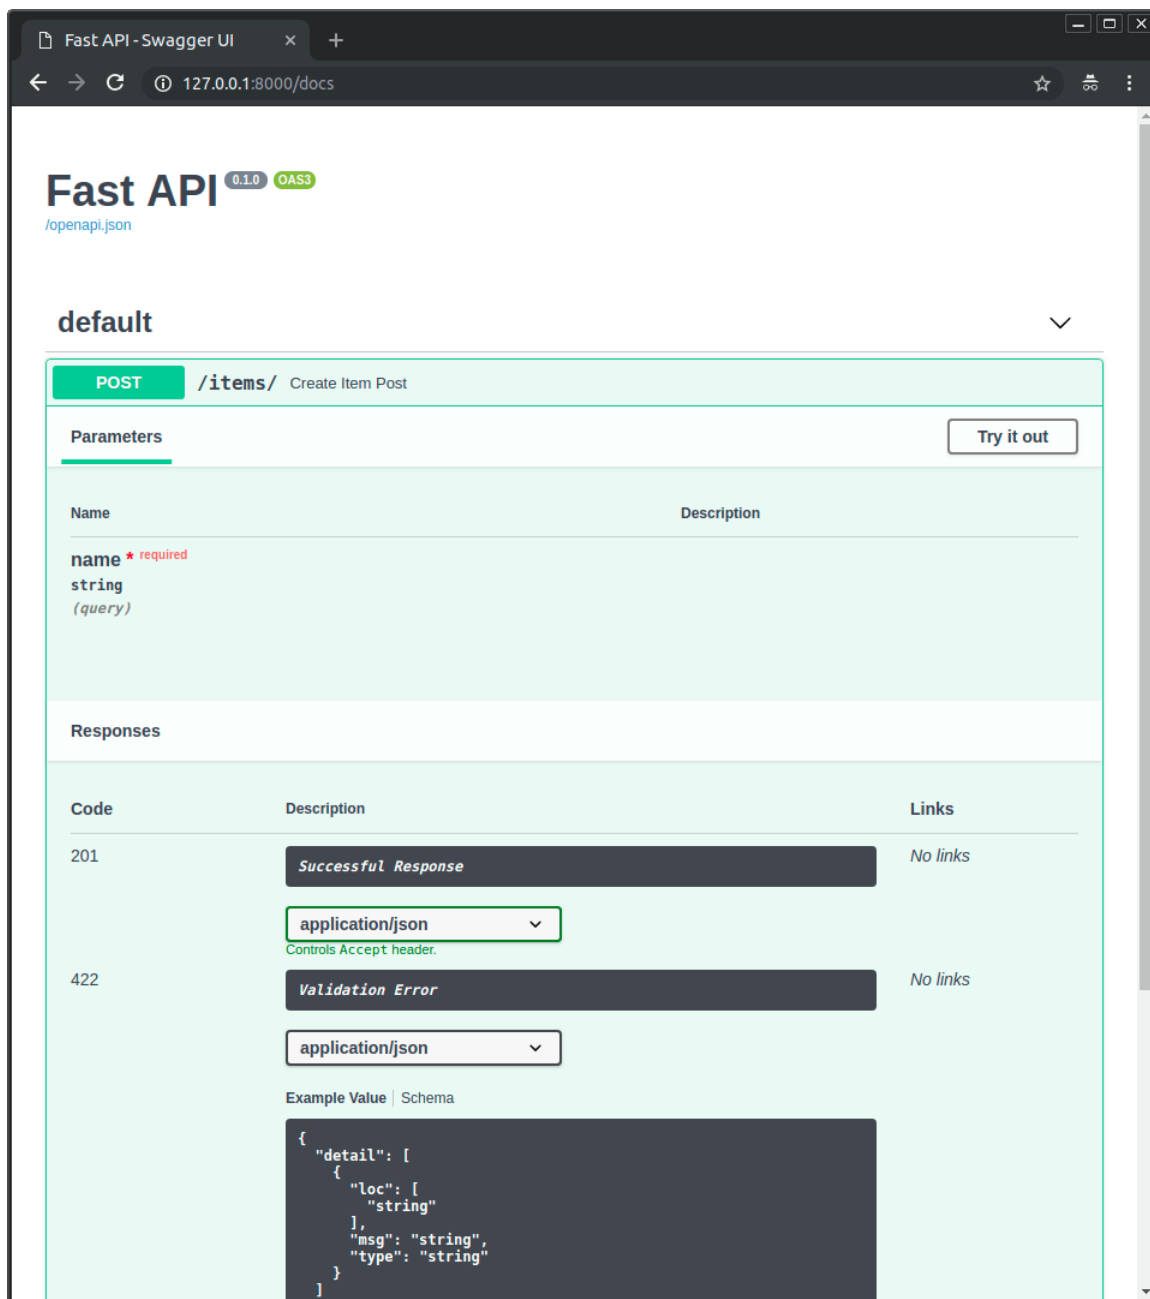 Fast API - Swagger UI
127.0.0.1:8000/docs
Fast API 0.1.0 OAS3
/openapi.json
default
POST /items/ Create Item Post
Parameters Try it out
Name Description
name * required
string
(query)
Responses
Code Description Links
201 Successful Response No links
application/json
Controls Accept header.
422 Validation Error No links
application/json
Example Value Schema
{
  "detail": [
    {
      "loc": [
        "string"
      ],
      "msg": "string",
      "type": "string"
    }
  ]